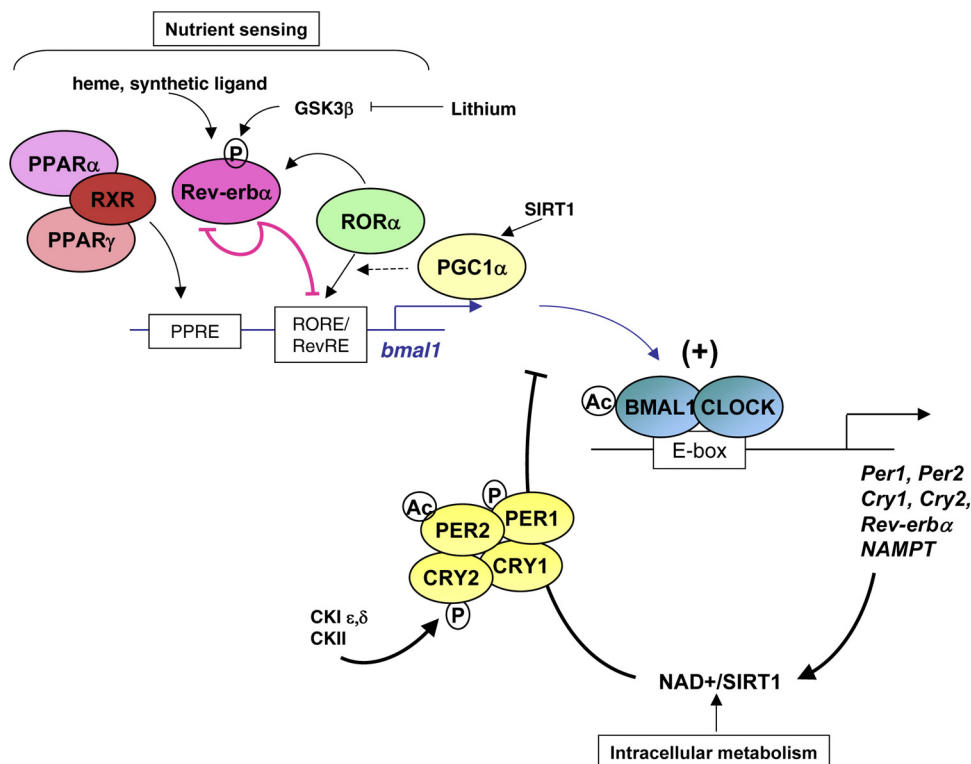 Nutrient sensing
heme, synthetic ligand
GSK3β
Lithium
P
PPARα
RXR
PPARγ
Rev-erbα
RORα
SIRT1
PGC1α
PPRE
RORE/
RevRE
bmal1
(+)
Ac
BMAL1
CLOCK
E-box
Per1, Per2
Cry1, Cry2,
Rev-erbα
NAMPT
Ac
P
PER2
PER1
CRY2
CRY1
P
CKI ε,δ
CKII
NAD+/SIRT1
Intracellular metabolism